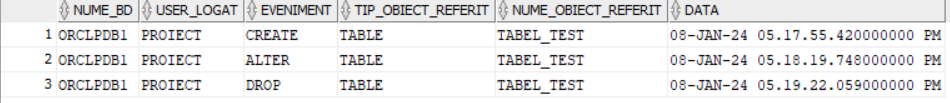 NUME_BD USER_LOGAT EVENIMENT TIP_OBJECT_REFERIT NUME_OBJECT_REFERIT DATA
1 ORCLPDB1 PROIECT CREATE TABLE TABEL_TEST 08-JAN-24 05.17.55.420000000 PM
2 ORCLPDB1 PROIECT ALTER TABLE TABEL_TEST 08-JAN-24 05.18.19.748000000 PM
3 ORCLPDB1 PROIECT DROP TABLE TABEL_TEST 08-JAN-24 05.19.22.059000000 PM